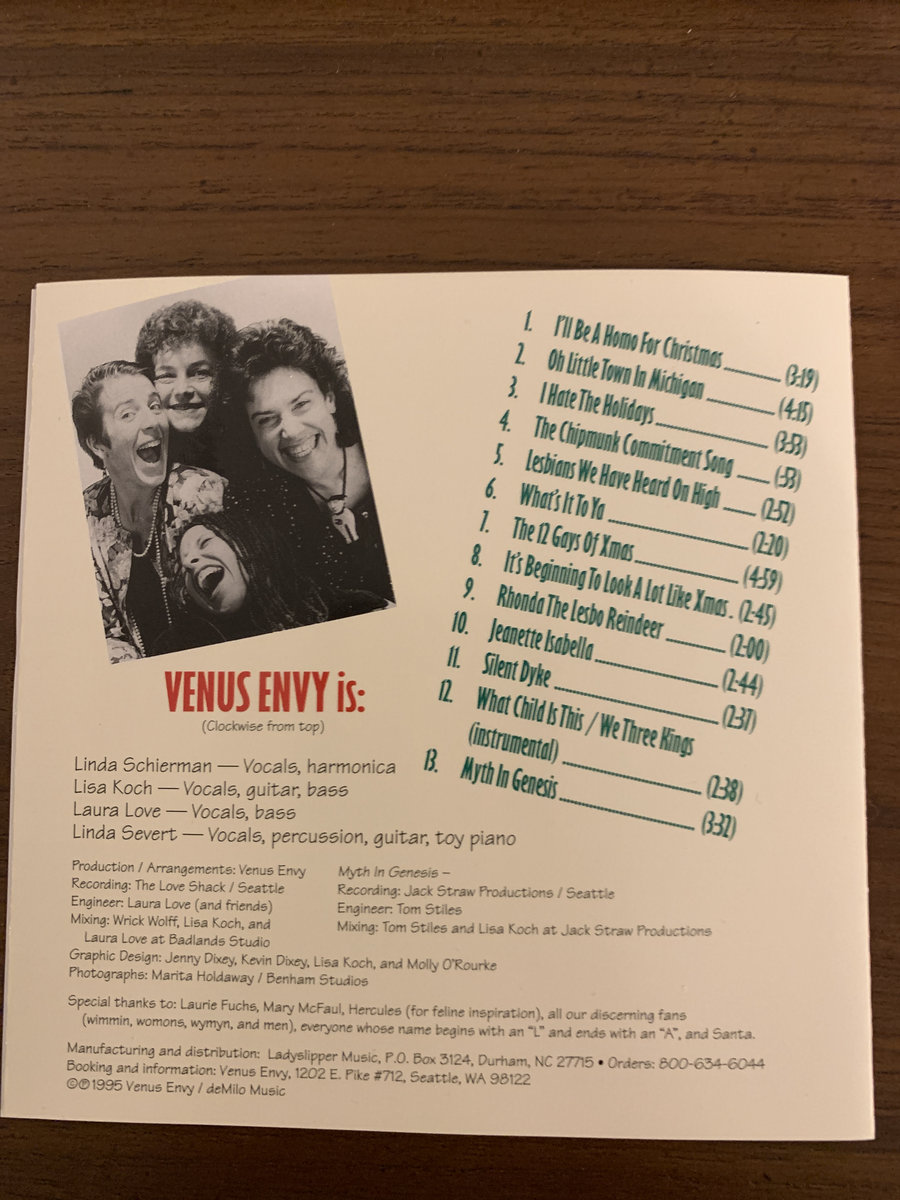 1. I'll Be A Homo For Christmas (3:19)
2. Oh Little Town In Michigan (4:15)
3. I Hate The Holidays (3:53)
4. The Chipmunk Commitment Song (:53)
5. Lesbians We Have Heard On High (2:52)
6. What's It To Ya (2:20)
7. The 12 Gays Of Xmas (4:59)
8. It's Beginning To Look A Lot Like Xmas . (2:45)
9. Rhonda The Lesbo Reindeer (2:00)
10. Jeanette Isabella (2:44)
11. Silent Dyke (2:37)
12. What Child Is This / We Three Kings
(instrumental) (2:38)
13. Myth In Genesis (3:32)
VENUS ENVY is:
(Clockwise from top)
Linda Schierman — Vocals, harmonica
Lisa Koch — Vocals, guitar, bass
Laura Love — Vocals, bass
Linda Severt — Vocals, percussion, guitar, toy piano
Production / Arrangements: Venus Envy
Recording: The Love Shack / Seattle
Engineer: Laura Love (and friends)
Mixing: Wrick Wolff, Lisa Koch, and
Laura Love at Badlands Studio
Myth In Genesis –
Recording: Jack Straw Productions / Seattle
Engineer: Tom Stiles
Mixing: Tom Stiles and Lisa Koch at Jack Straw Productions
Graphic Design: Jenny Dixey, Kevin Dixey, Lisa Koch, and Molly O'Rourke
Photographs: Marita Holdaway / Benham Studios
Special thanks to: Laurie Fuchs, Mary McFaul, Hercules (for feline inspiration), all our discerning fans
(wimmin, womons, wymyn, and men), everyone whose name begins with an "L" and ends with an "A", and Santa.
Manufacturing and distribution: Ladyslipper Music, P.O. Box 3124, Durham, NC 27715 • Orders: 800-634-6044
Booking and information: Venus Envy, 1202 E. Pike #712, Seattle, WA 98122
©℗1995 Venus Envy / deMilo Music